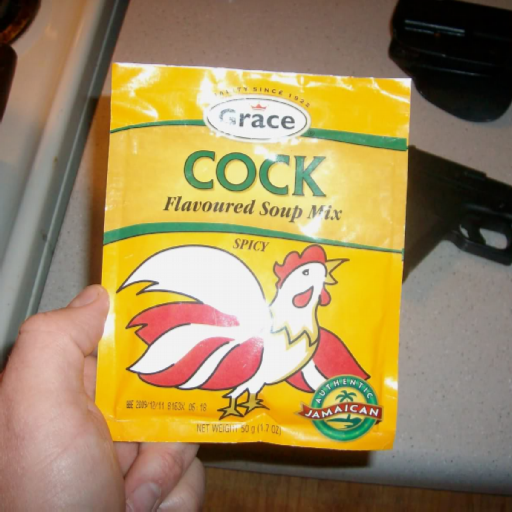 QUALITY SINCE 1922
Grace
COCK
Flavoured Soup Mix
SPICY
AUTHENTIC
JAMAICAN
NET WEIGHT 50 g (1.7 OZ)